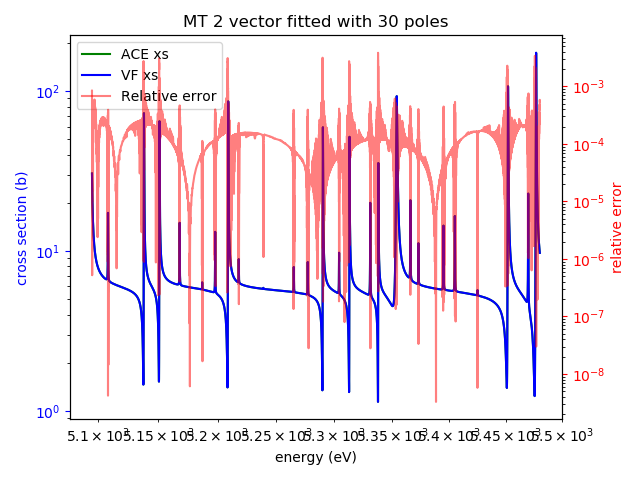 MT 2 vector fitted with 30 poles
ACE xs
VF xs
Relative error
10²
10¹
10⁰
cross section (b)
10⁻³
10⁻⁴
10⁻⁵
10⁻⁶
10⁻⁷
10⁻⁸
relative error
5.1 × 10³ 5.15 × 10³ 5.2 × 10³ 5.25 × 10³ 5.3 × 10³ 5.35 × 10³ 5.4 × 10³ 5.45 × 10³ 5.5 × 10³
energy (eV)